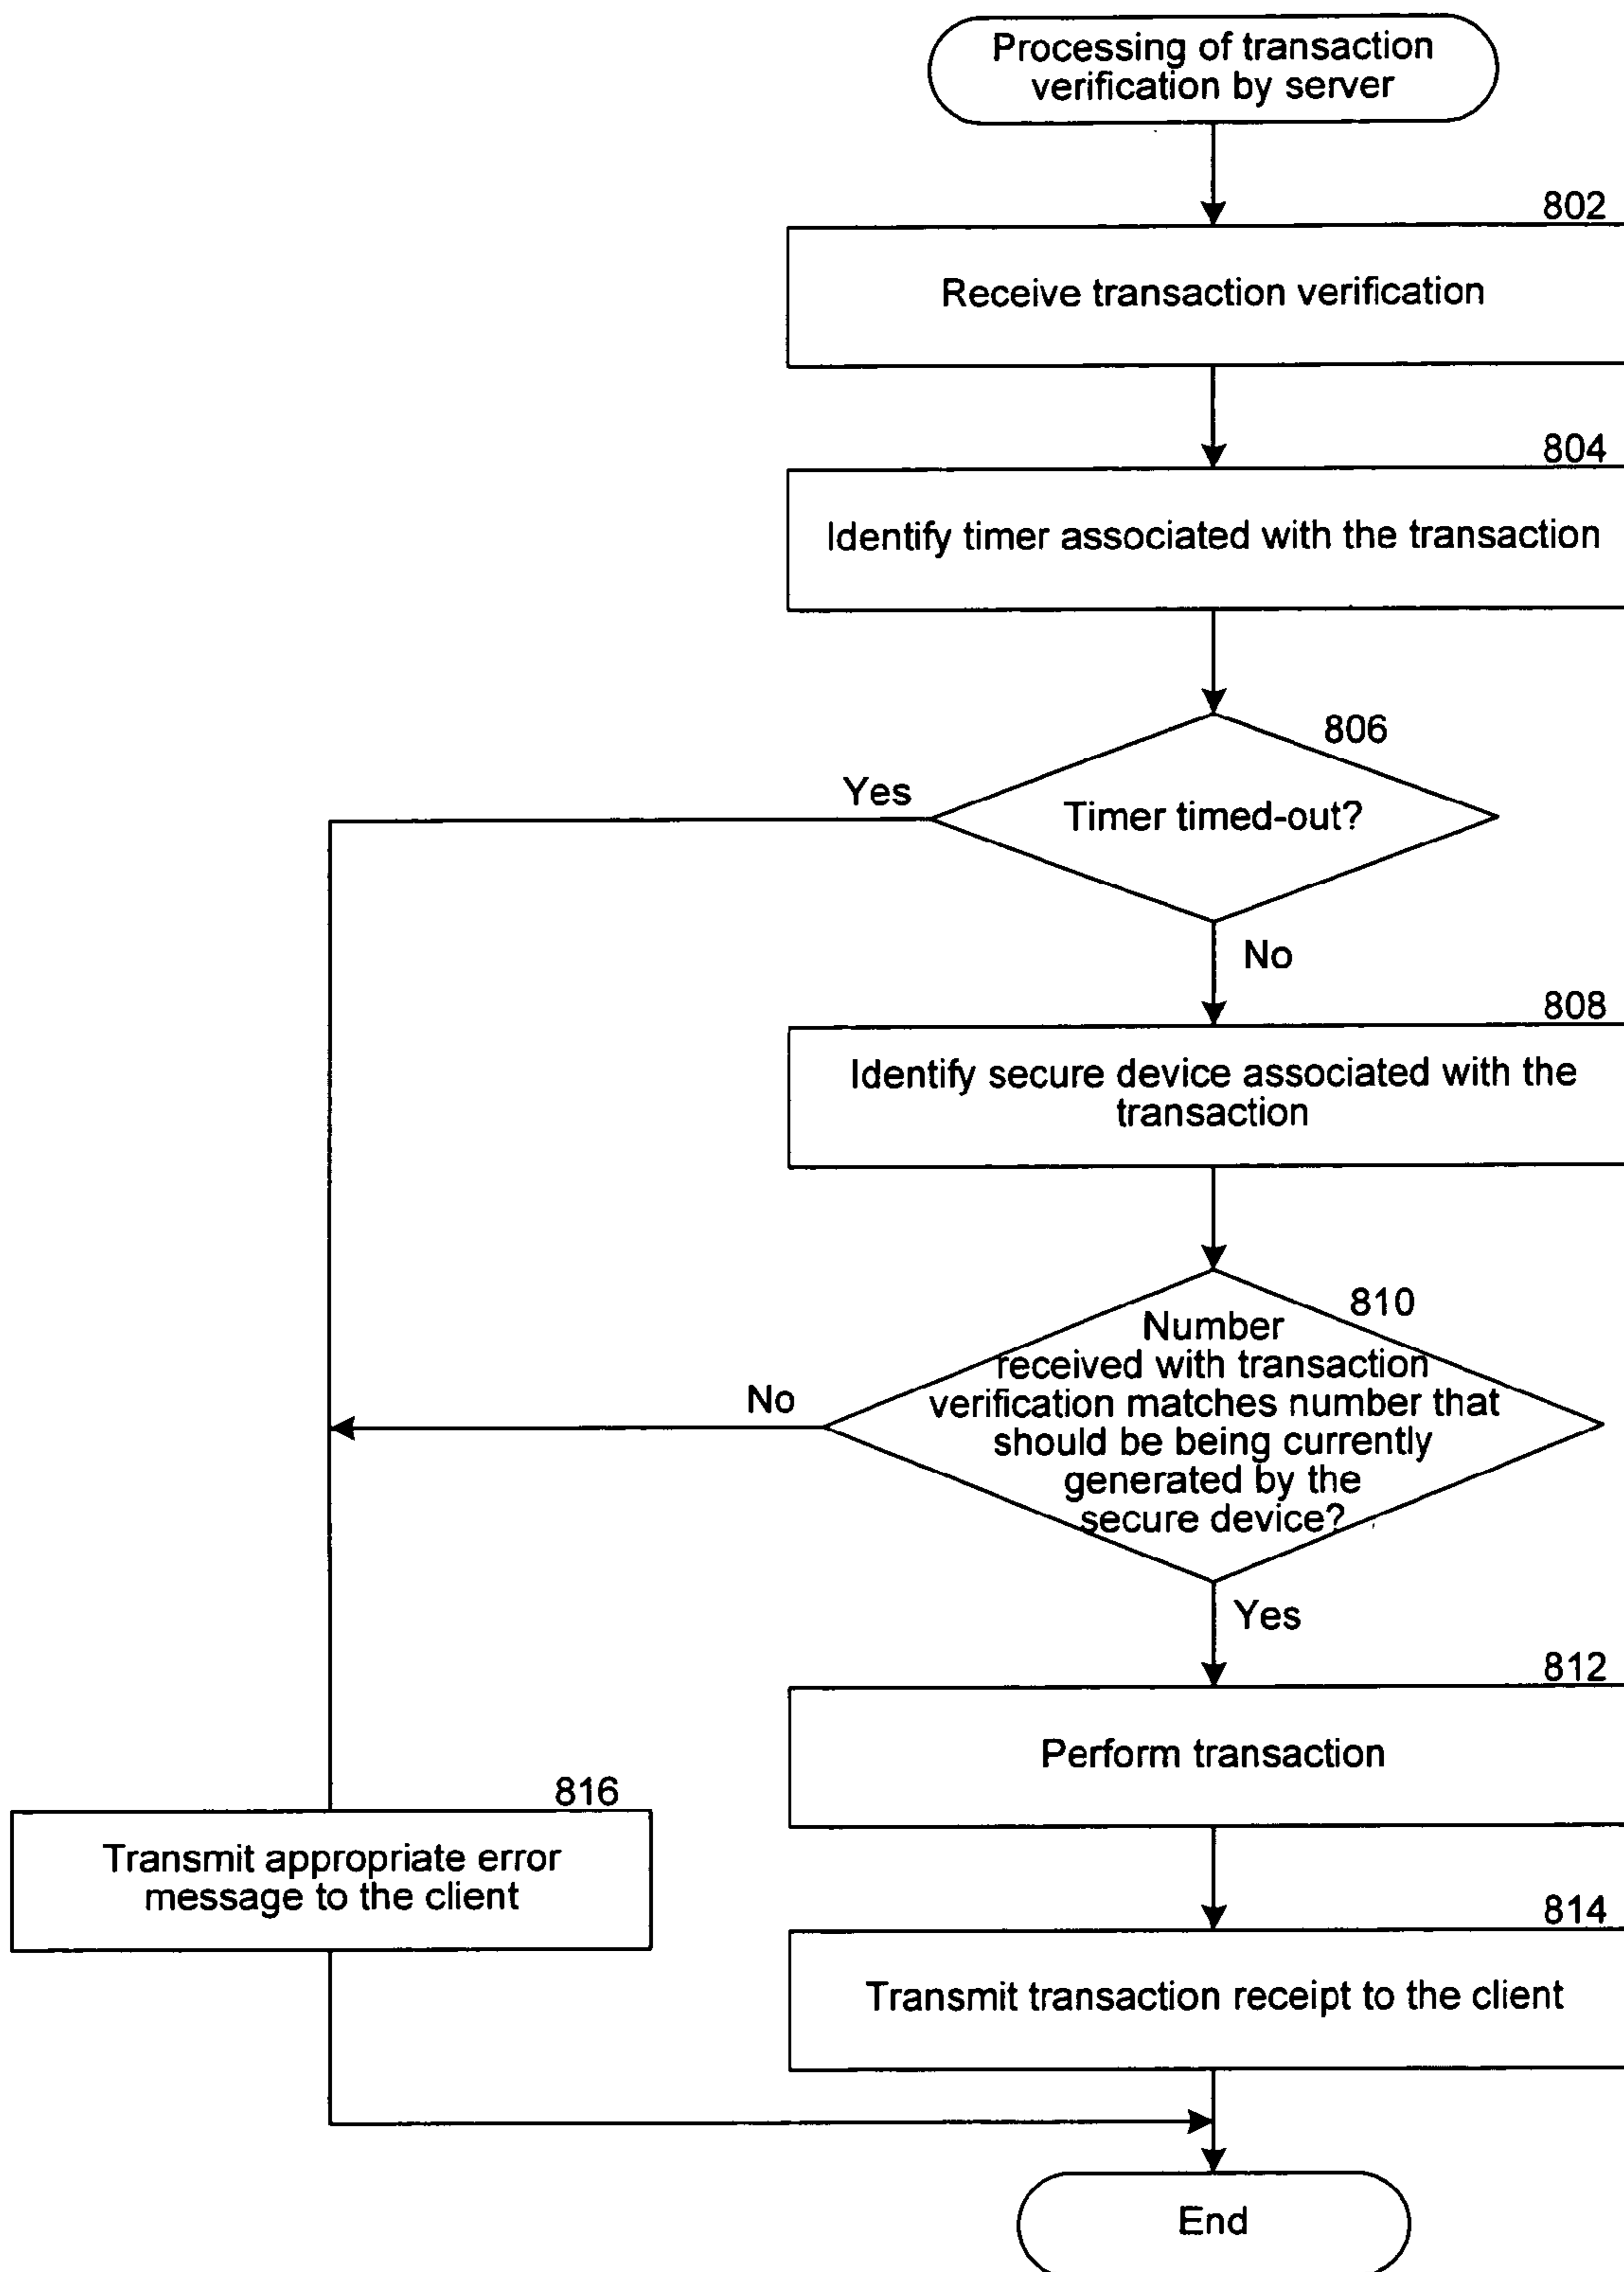 Processing of transaction
verification by server
802
Receive transaction verification
804
Identify timer associated with the transaction
806
Yes
Timer timed-out?
No
808
Identify secure device associated with the
transaction
810
Number
received with transaction
verification matches number that
should be being currently
generated by the
secure device?
No
Yes
812
Perform transaction
816
Transmit appropriate error
message to the client
814
Transmit transaction receipt to the client
End